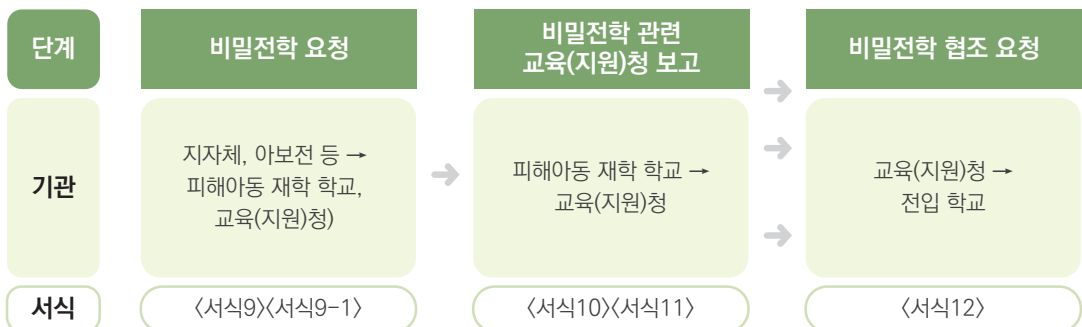 단계
비밀전학 요청
비밀전학 관련
교육(지원)청 보고
비밀전학 협조 요청
기관
지자체, 아보전 등 →
피해아동 재학 학교,
교육(지원)청)
피해아동 재학 학교 →
교육(지원)청
교육(지원)청 →
전입 학교
서식
〈서식9〉〈서식9-1〉
〈서식10〉〈서식11〉
〈서식12〉